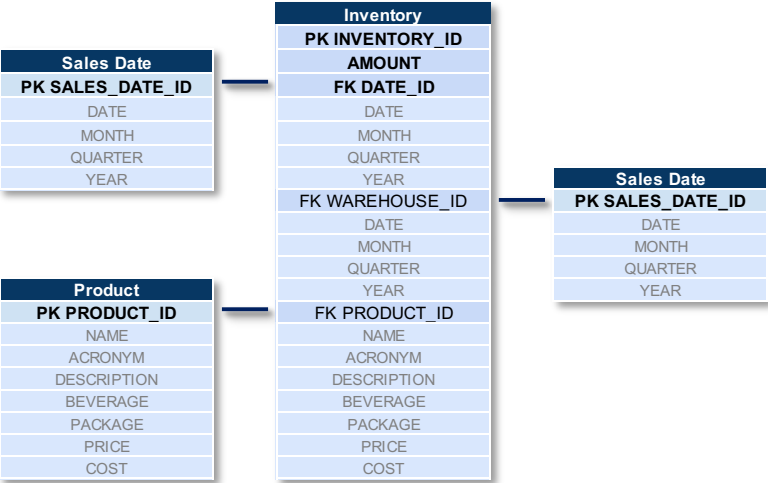 Sales Date
PK SALES_DATE_ID
DATE
MONTH
QUARTER
YEAR
Product
PK PRODUCT_ID
NAME
ACRONYM
DESCRIPTION
BEVERAGE
PACKAGE
PRICE
COST
Inventory
PK INVENTORY_ID
AMOUNT
FK DATE_ID
DATE
MONTH
QUARTER
YEAR
FK WAREHOUSE_ID
DATE
MONTH
QUARTER
YEAR
FK PRODUCT_ID
NAME
ACRONYM
DESCRIPTION
BEVERAGE
PACKAGE
PRICE
COST
Sales Date
PK SALES_DATE_ID
DATE
MONTH
QUARTER
YEAR